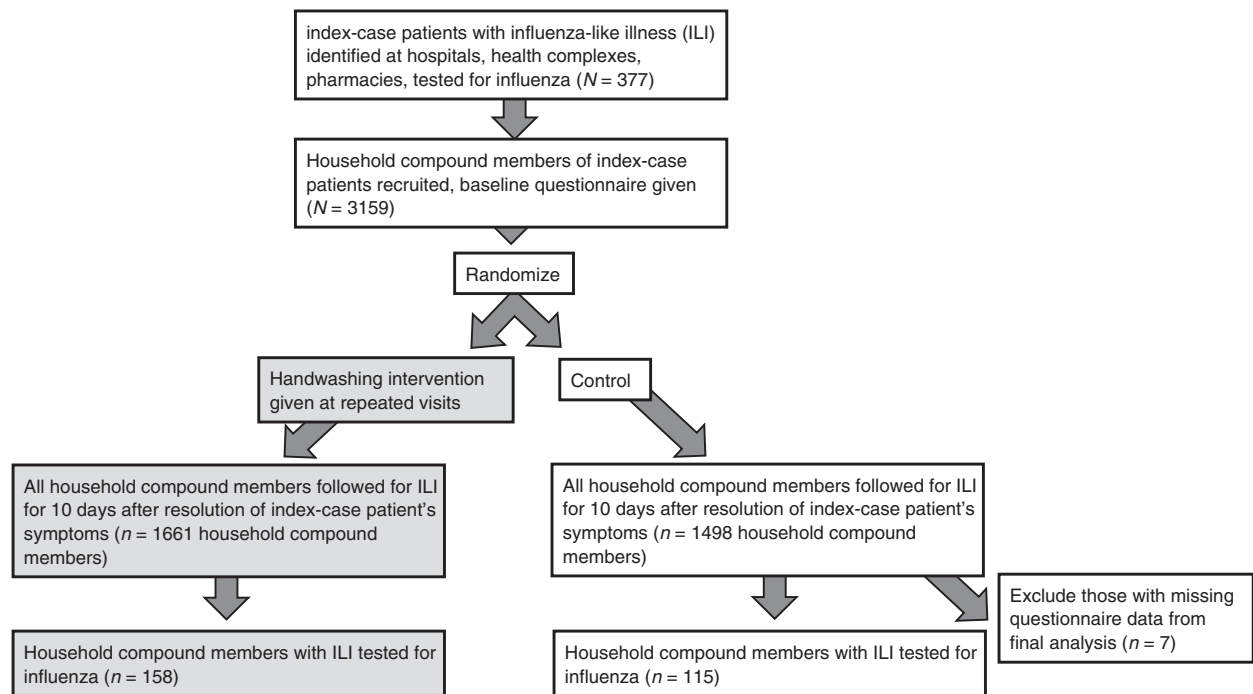 index-case patients with influenza-like illness (ILI)
identified at hospitals, health complexes,
pharmacies, tested for influenza (N = 377)
Household compound members of index-case
patients recruited, baseline questionnaire given
(N = 3159)
Randomize
Handwashing intervention
given at repeated visits
Control
All household compound members followed for ILI
for 10 days after resolution of index-case patient's
symptoms (n = 1661 household compound
members)
All household compound members followed for ILI
for 10 days after resolution of index-case patient's
symptoms (n = 1498 household compound
members)
Exclude those with missing
questionnaire data from
final analysis (n = 7)
Household compound members with ILI tested for
influenza (n = 158)
Household compound members with ILI tested for
influenza (n = 115)